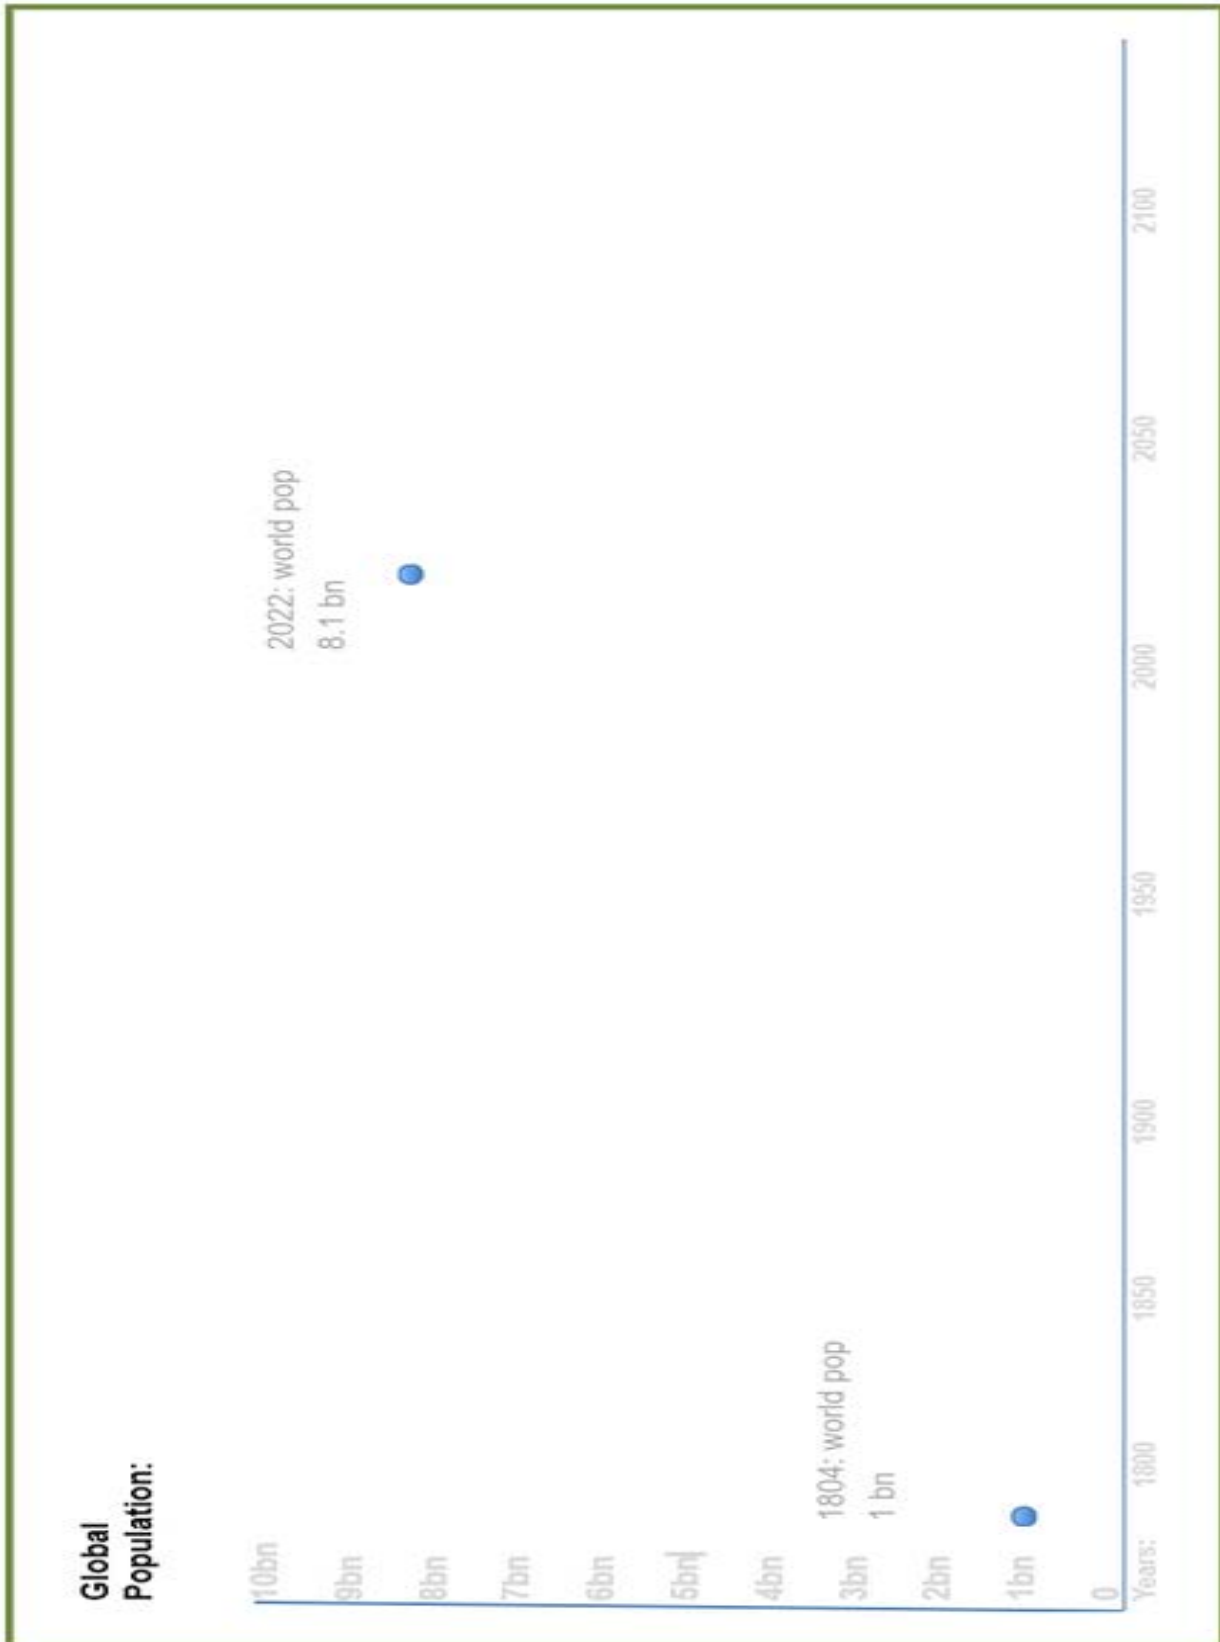 Global
Population:
10bn
9bn
8bn
7bn
6bn
5bn
4bn
3bn
2bn
1bn
0
2022: world pop
8.1 bn
1804: world pop
1 bn
Years:
1800
1850
1900
1950
2000
2050
2100